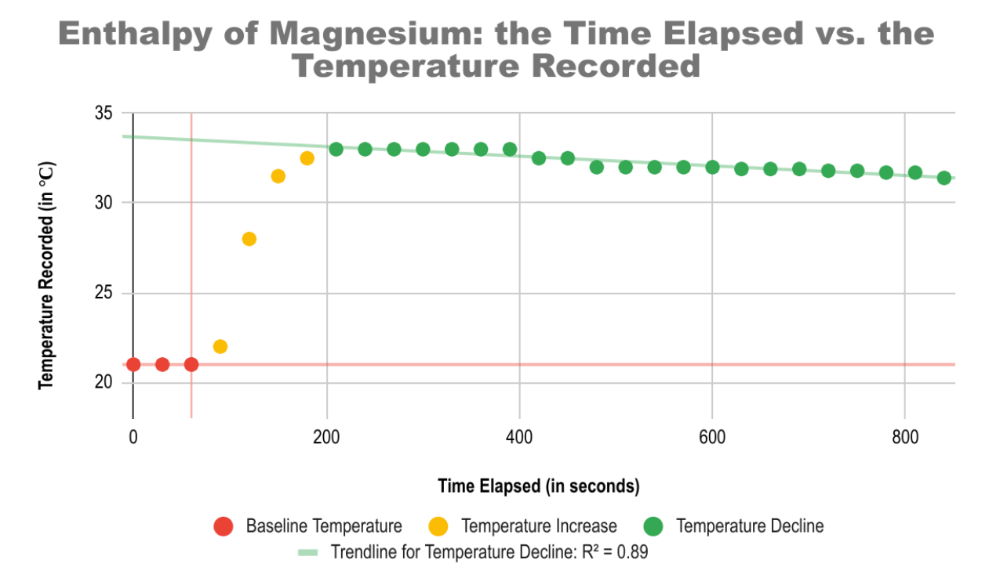 Enthalpy of Magnesium: the Time Elapsed vs. the
Temperature Recorded
35
30
25
20
Temperature Recorded (in °C)
0 200 400 600 800
Time Elapsed (in seconds)
Baseline Temperature Temperature Increase Temperature Decline
Trendline for Temperature Decline: R² = 0.89